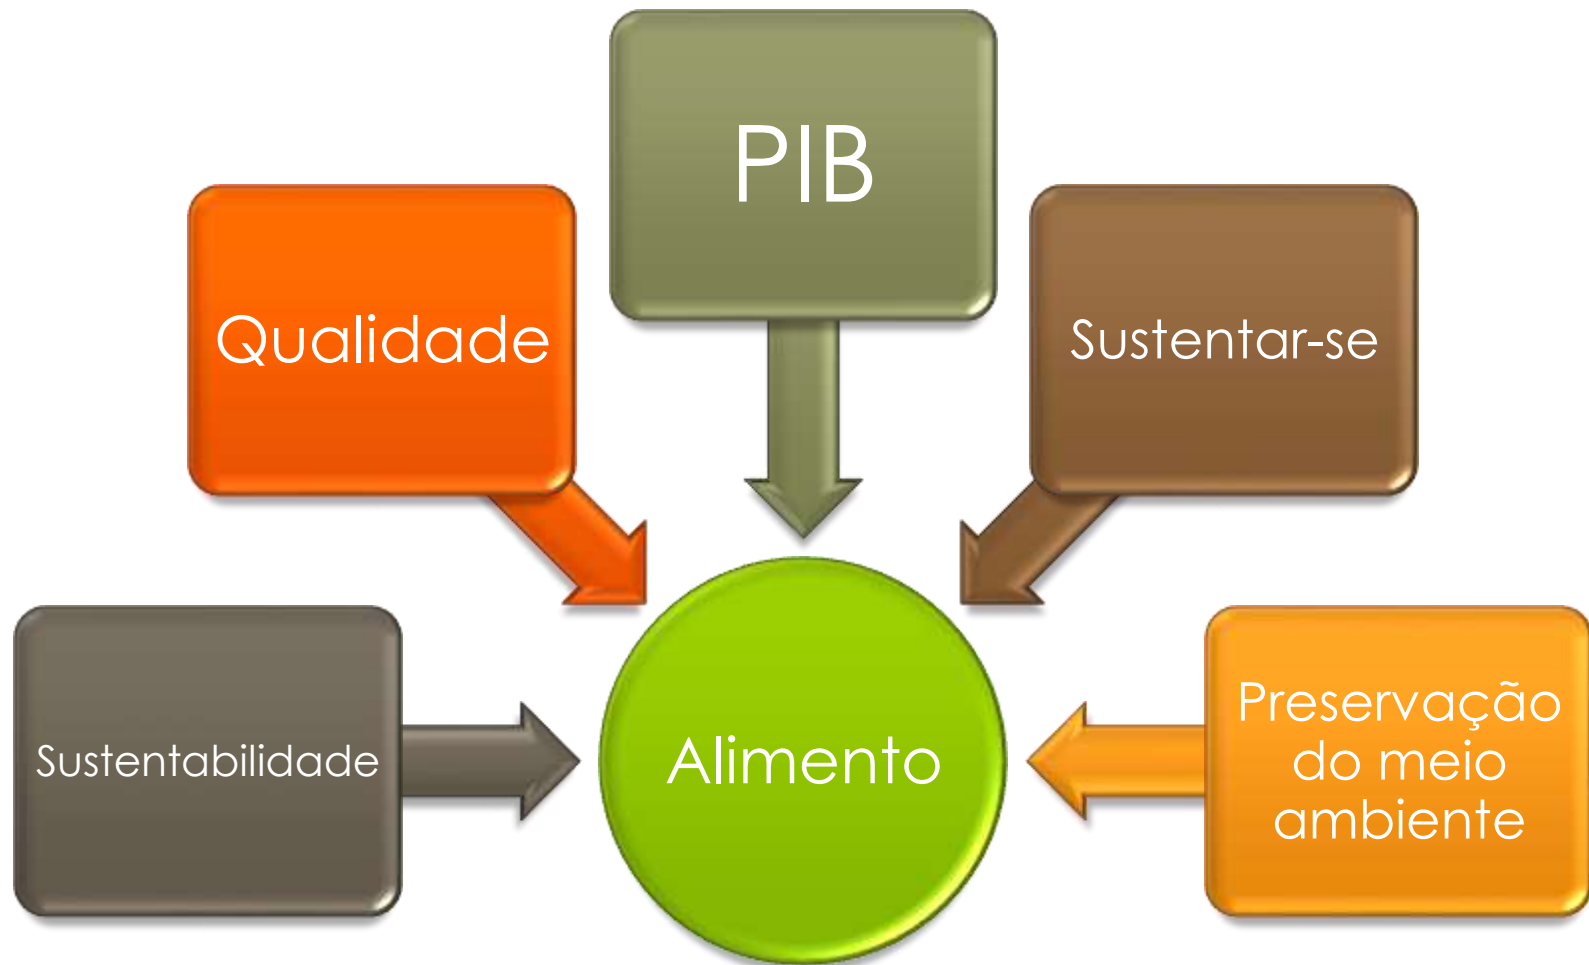 PIB
Qualidade
Sustentar-se
Sustentabilidade
Alimento
Preservação
do meio
ambiente